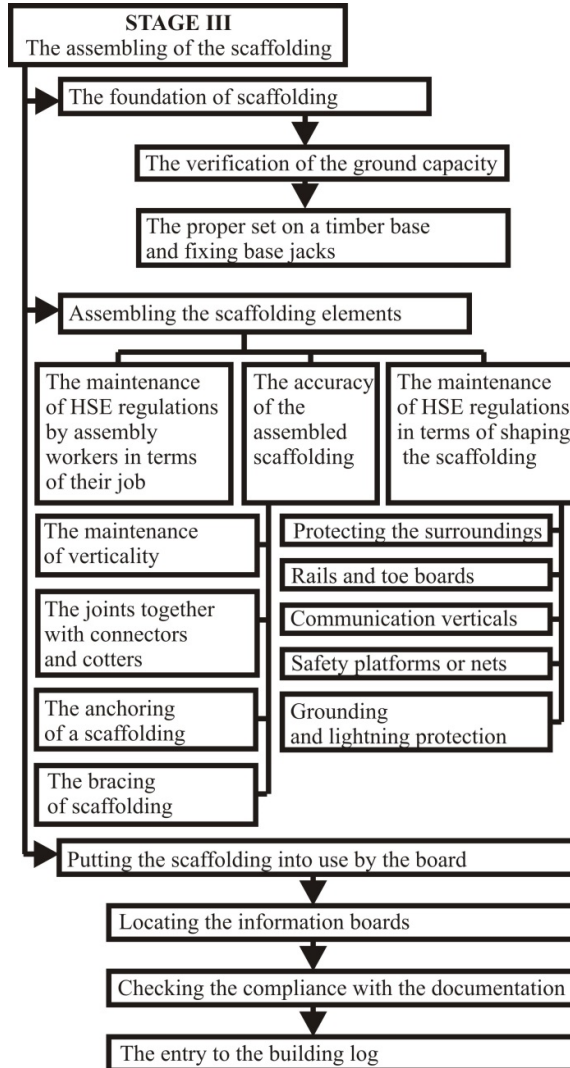 STAGE III
The assembling of the scaffolding
The foundation of scaffolding
The verification of the ground capacity
The proper set on a timber base
and fixing base jacks
Assembling the scaffolding elements
The maintenance
of HSE regulations
by assembly
workers in terms
of their job
The accuracy
of the
assembled
scaffolding
The maintenance
of HSE regulations
in terms of shaping
the scaffolding
The maintenance
of verticality
The joints together
with connectors
and cotters
The anchoring
of a scaffolding
The bracing
of scaffolding
Protecting the surroundings
Rails and toe boards
Communication verticals
Safety platforms or nets
Grounding
and lightning protection
Putting the scaffolding into use by the board
Locating the information boards
Checking the compliance with the documentation
The entry to the building log